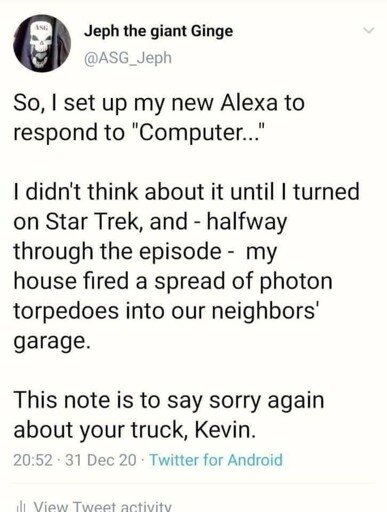 ASG
Jeph the giant Ginge
@ASG_Jeph
So, I set up my new Alexa to
respond to "Computer..."
I didn't think about it until I turned
on Star Trek, and - halfway
through the episode - my
house fired a spread of photon
torpedoes into our neighbors'
garage.
This note is to say sorry again
about your truck, Kevin.
20:52 · 31 Dec 20 · Twitter for Android
View Tweet activity